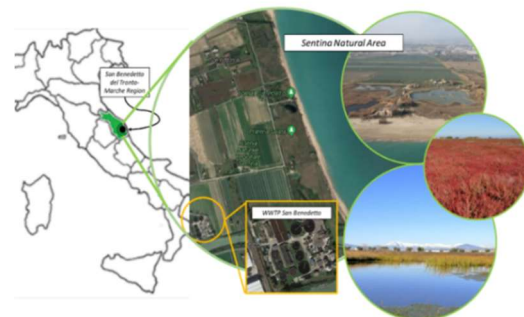 San Benedetto
del Tronto-
Marche Region
Sentina Natural Area
WWTP San Benedetto